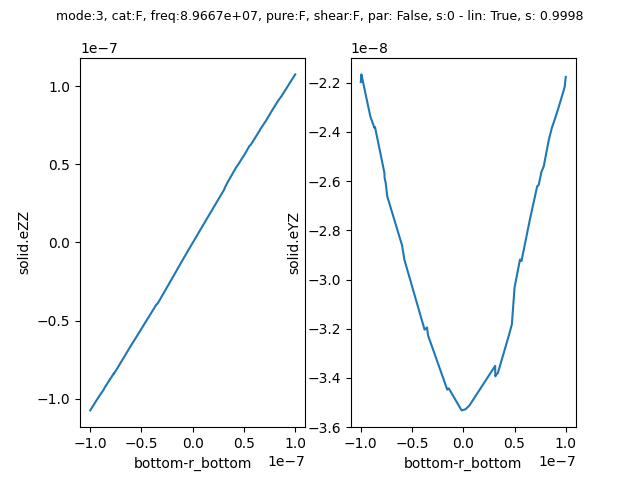 mode:3, cat:F, freq:8.9667e+07, pure:F, shear:F, par: False, s:0 - lin: True, s: 0.9998
1e−7
1.0
0.5
0.0
−0.5
−1.0
solid.eZZ
−1.0 −0.5 0.0 0.5 1.0
bottom-r_bottom 1e−7
1e−8
−2.2
−2.4
−2.6
−2.8
−3.0
−3.2
−3.4
−3.6
solid.eYZ
−1.0 −0.5 0.0 0.5 1.0
bottom-r_bottom 1e−7